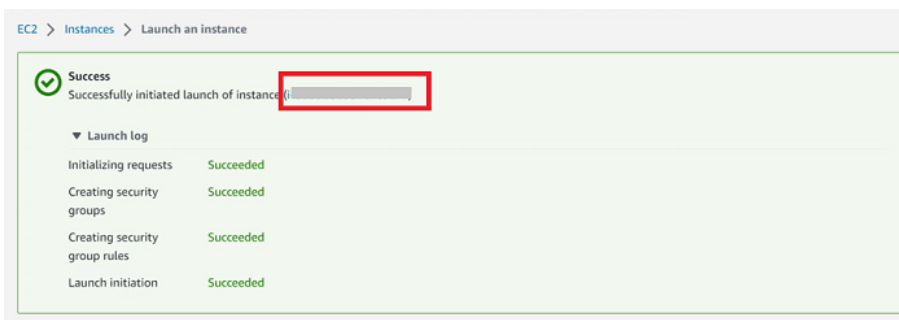 EC2 > Instances > Launch an instance
Success
Successfully initiated launch of instance (i
▼ Launch log
Initializing requests Succeeded
Creating security Succeeded
groups
Creating security Succeeded
group rules
Launch initiation Succeeded